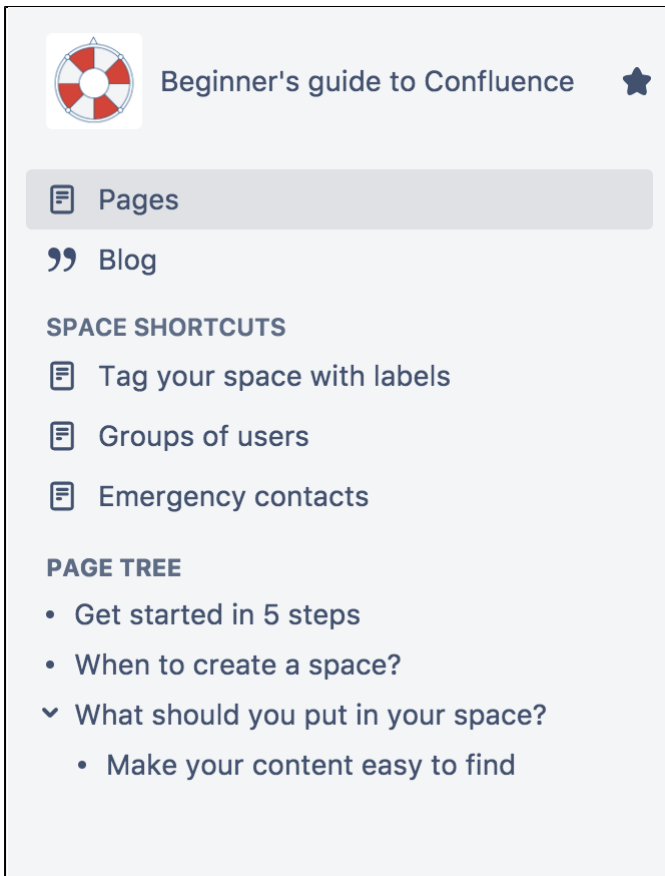 Beginner's guide to Confluence
Pages
Blog
SPACE SHORTCUTS
Tag your space with labels
Groups of users
Emergency contacts
PAGE TREE
Get started in 5 steps
When to create a space?
What should you put in your space?
Make your content easy to find